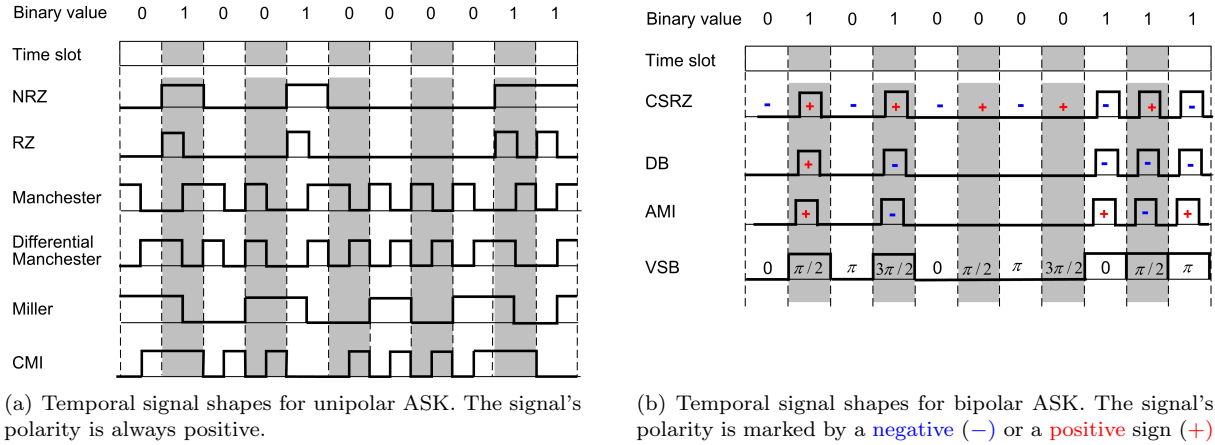 Binary value 0 1 0 0 1 0 0 0 0 1 1
Time slot
NRZ
RZ
Manchester
Differential
Manchester
Miller
CMI
(a) Temporal signal shapes for unipolar ASK. The signal's
polarity is always positive.
Binary value 0 1 0 1 0 0 0 0 1 1 1
Time slot
CSRZ - + - + - + - + - + -
DB + - - - -
AMI + - + - +
VSB 0 π/2 π 3π/2 0 π/2 π 3π/2 0 π/2 π
(b) Temporal signal shapes for bipolar ASK. The signal's
polarity is marked by a negative (−) or a positive sign (+)